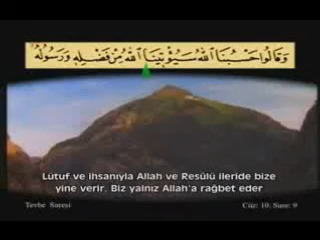 وَقَالُوا حَسْبُنَا اللّٰهُ سَيُؤْتِينَا اللّٰهُ مِنْ فَضْلِهِ وَرَسُولُهُ
Lütuf ve ihsanıyla Allah ve Resûlü ileride bize
yine verir. Biz yalnız Allah'a rağbet eder
Tevbe Suresi Cüz: 10, Sure: 9